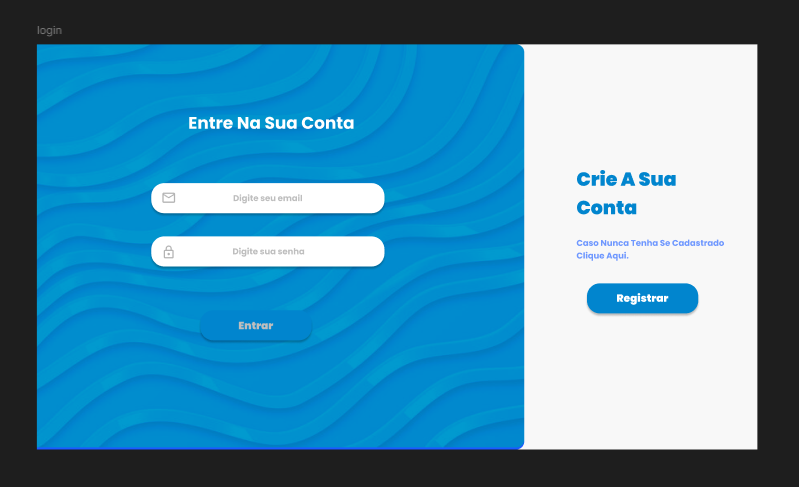 login
Entre Na Sua Conta
Digite seu email
Digite sua senha
Entrar
Crie A Sua
Conta
Caso Nunca Tenha Se Cadastrado
Clique Aqui.
Registrar